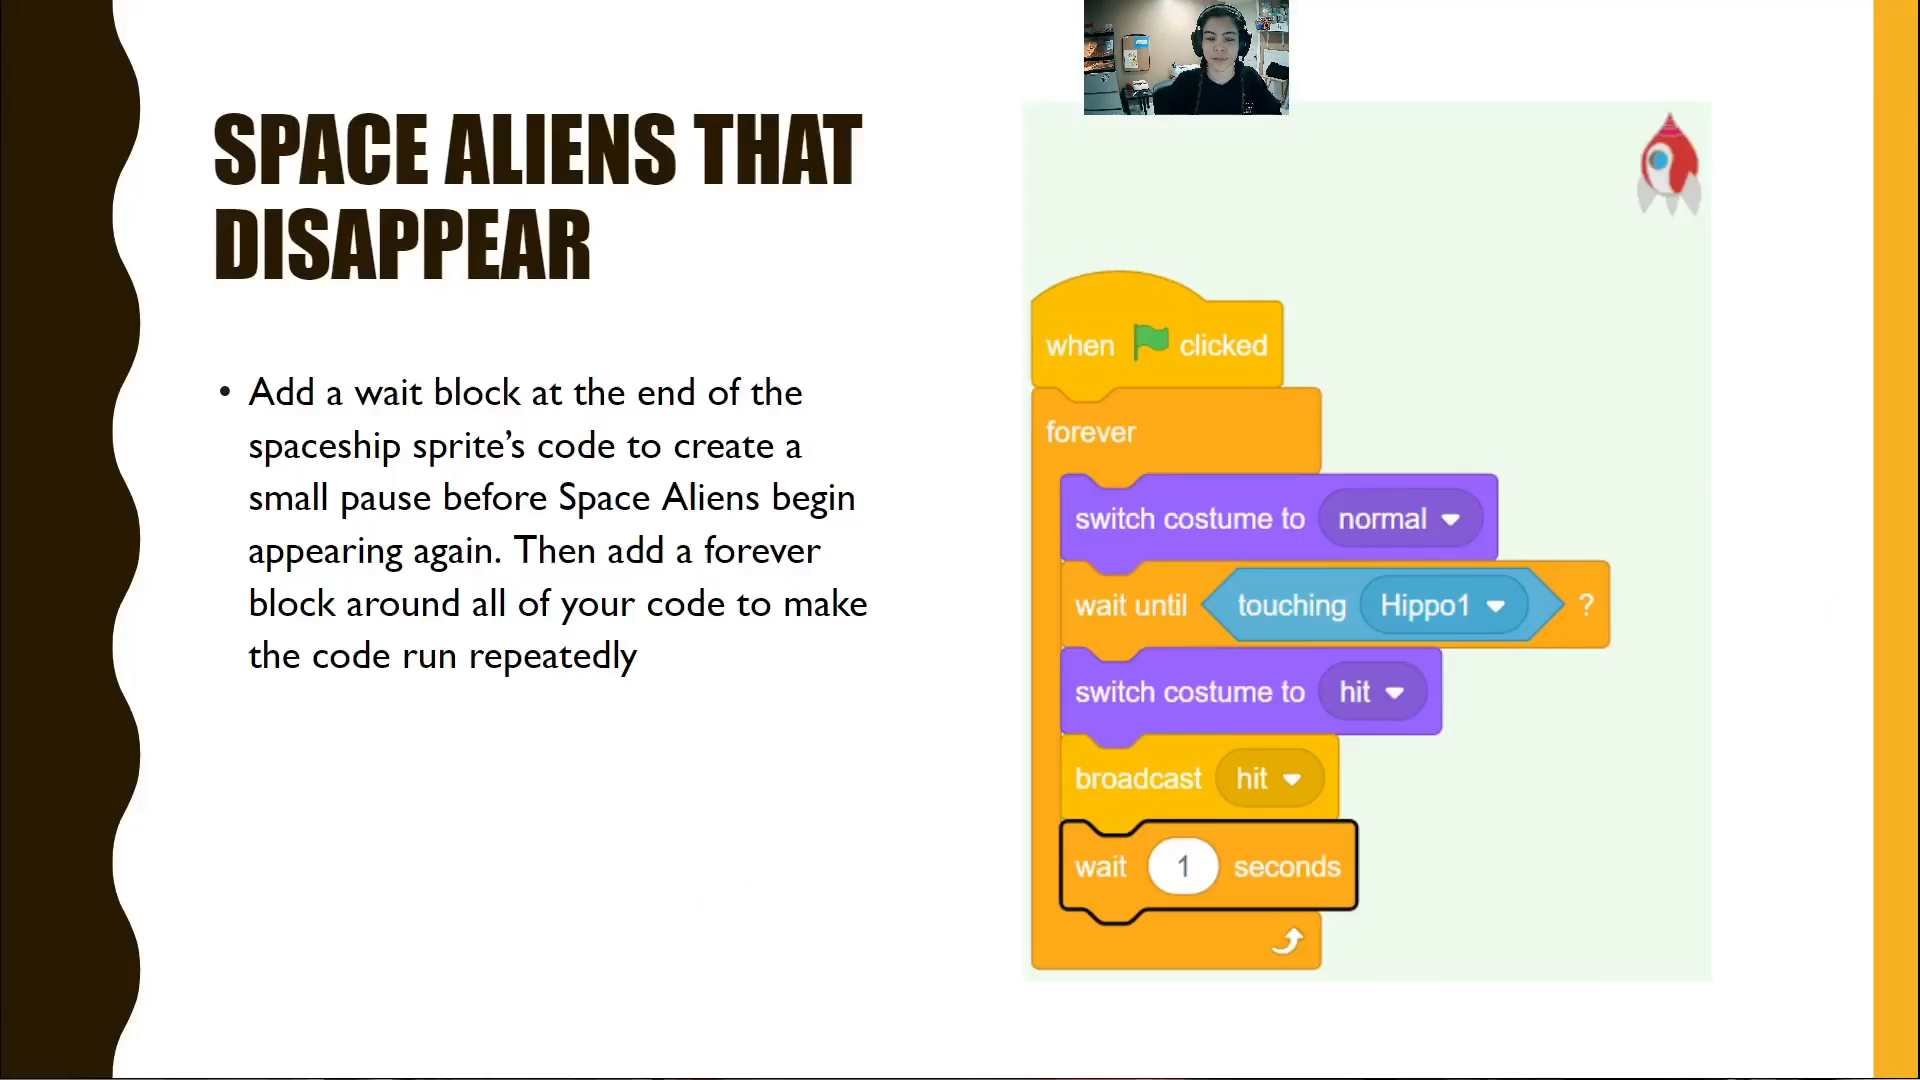 SPACE ALIENS THAT
DISAPPEAR
• Add a wait block at the end of the
spaceship sprite’s code to create a
small pause before Space Aliens begin
appearing again. Then add a forever
block around all of your code to make
the code run repeatedly
when clicked
forever
switch costume to normal
wait until touching Hippo1 ?
switch costume to hit
broadcast hit
wait 1 seconds